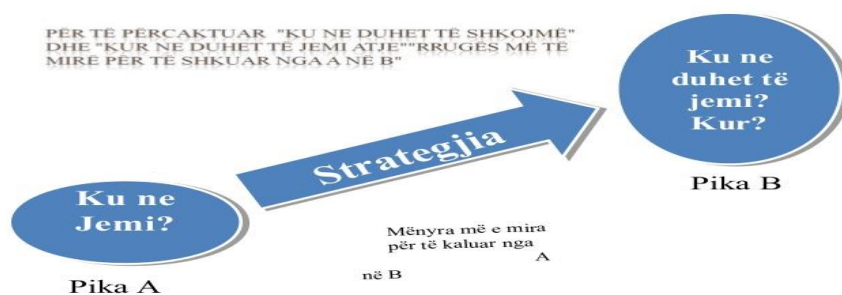 PËR TË PËRCAKTUAR "KU NE DUHET TË SHKOJMË"
DHE "KUR NE DUHET TË JEMI ATJE""RRUGËS MË TË
MIRË PËR TË SHKUAR NGA A NË B"
Ku ne
duhet të
jemi?
Kur?
Pika B
Strategjia
Ku ne
Jemi?
Pika A
Mënyra më e mira
për të kaluar nga
A
në B